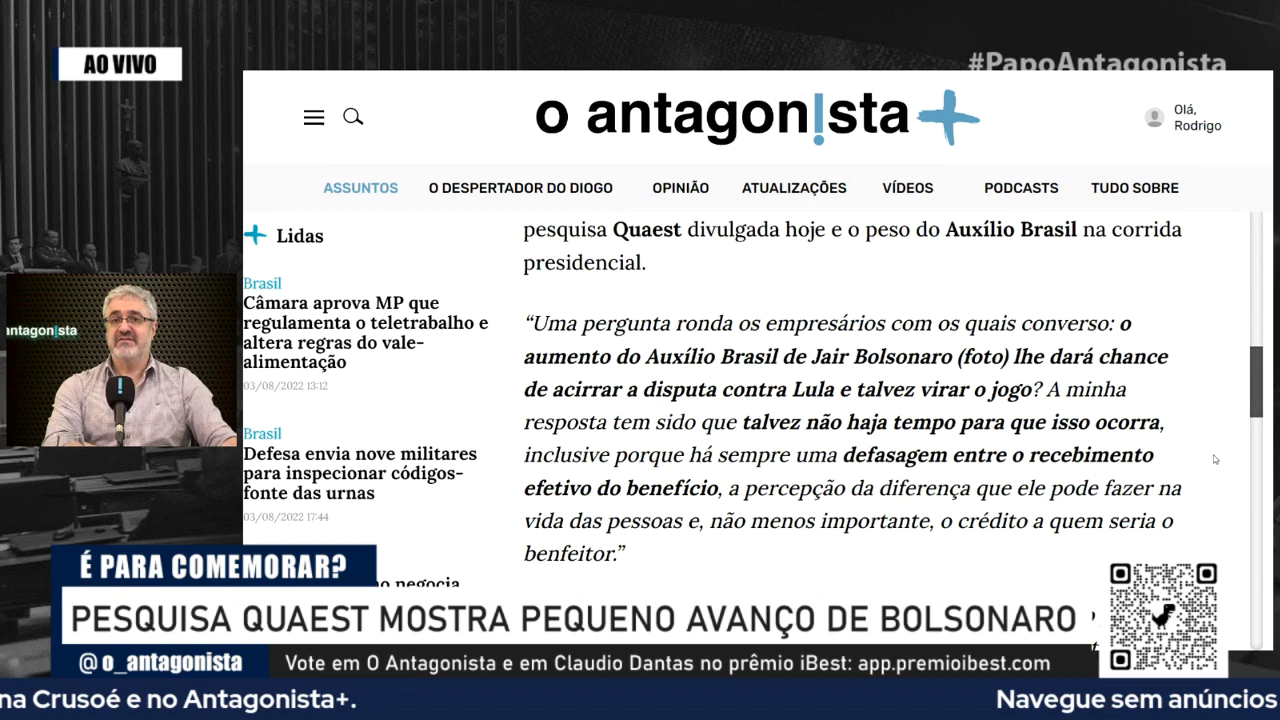 AO VIVO
#PapoAntagonista
o antagon!sta+
Olá,
Rodrigo
ASSUNTOS
O DESPERTADOR DO DIOGO
OPINIÃO
ATUALIZAÇÕES
VÍDEOS
PODCASTS
TUDO SOBRE
+ Lidas
Brasil
Câmara aprova MP que
regulamenta o teletrabalho e
altera regras do vale-
alimentação
03/08/2022 13:12
Brasil
Defesa envia nove militares
para inspecionar códigos-
fonte das urnas
03/08/2022 17:44
negocia
pesquisa Quaest divulgada hoje e o peso do Auxílio Brasil na corrida
presidencial.
“Uma pergunta ronda os empresários com os quais converso: o
aumento do Auxílio Brasil de Jair Bolsonaro (foto) lhe dará chance
de acirrar a disputa contra Lula e talvez virar o jogo? A minha
resposta tem sido que talvez não haja tempo para que isso ocorra,
inclusive porque há sempre uma defasagem entre o recebimento
efetivo do benefício, a percepção da diferença que ele pode fazer na
vida das pessoas e, não menos importante, o crédito a quem seria o
benfeitor.”
antagon!sta
É PARA COMEMORAR?
PESQUISA QUAEST MOSTRA PEQUENO AVANÇO DE BOLSONARO
@o_antagonista
Vote em O Antagonista e em Claudio Dantas no prêmio iBest: app.premioibest.com
na Crusoé e no Antagonista+.
Navegue sem anúncios